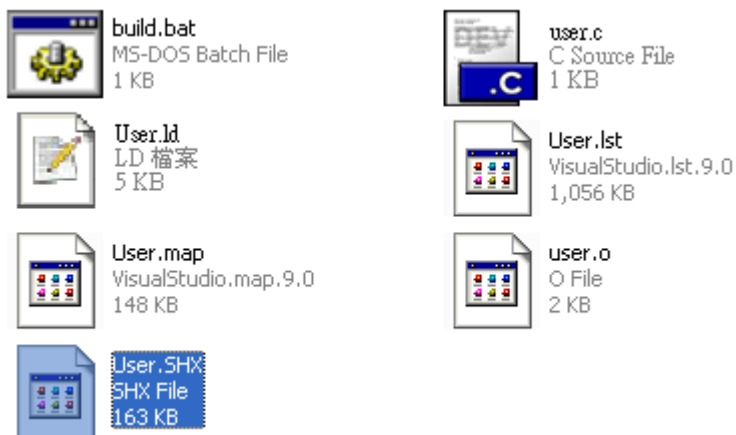 build.bat
MS-DOS Batch File
1 KB
DEV
.C
user.c
C Source File
1 KB
User.ld
LD 檔案
5 KB
User.lst
VisualStudio.lst.9.0
1,056 KB
User.map
VisualStudio.map.9.0
148 KB
user.o
O File
2 KB
User.SHX
SHX File
163 KB